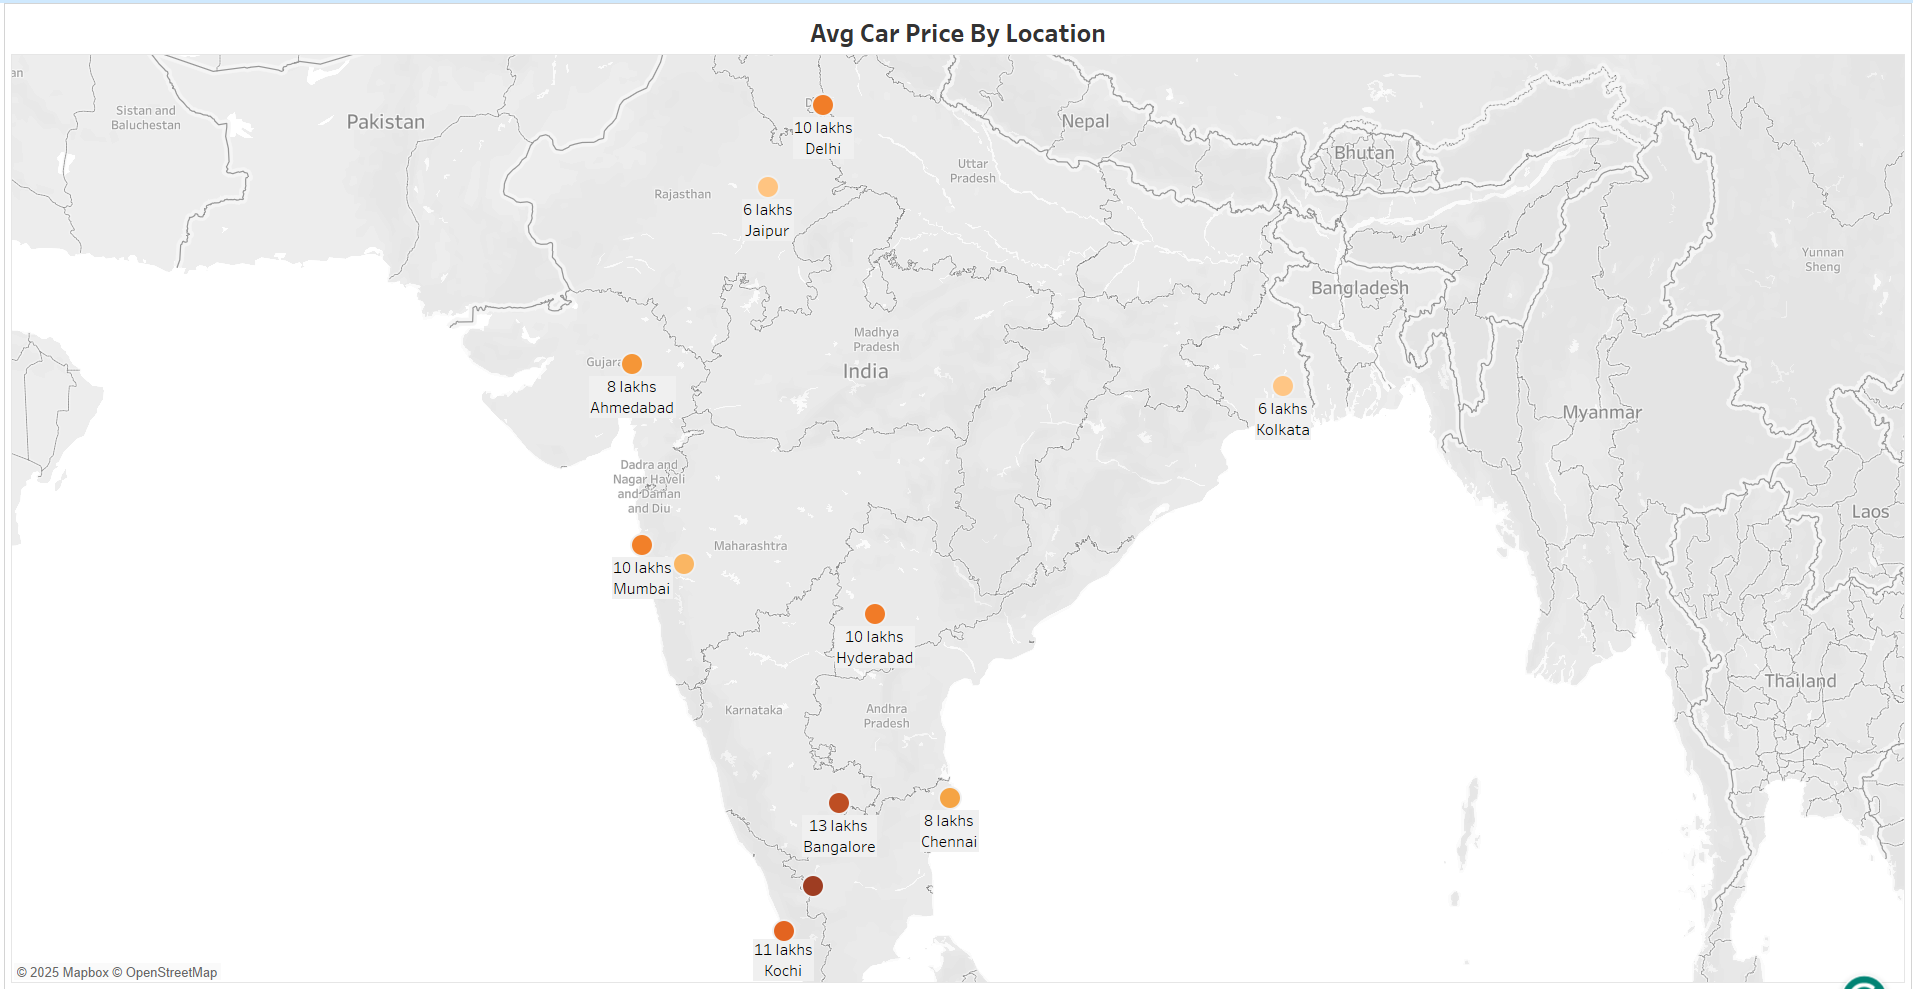 Avg Car Price By Location
an
Sistan and
Baluchestan
Pakistan
10 lakhs
Delhi
Nepal
Bhutan
Uttar
Pradesh
Rajasthan
6 lakhs
Jaipur
Yunnan
Sheng
Bangladesh
Madhya
Pradesh
India
Gujara
8 lakhs
Ahmedabad
6 lakhs
Kolkata
Myanmar
Dadra and
Nagar Haveli
and Daman
and Diu
Laos
Maharashtra
10 lakhs
Mumbai
10 lakhs
Hyderabad
Thailand
Karnataka
Andhra
Pradesh
13 lakhs
Bangalore
8 lakhs
Chennai
11 lakhs
Kochi
© 2025 Mapbox © OpenStreetMap